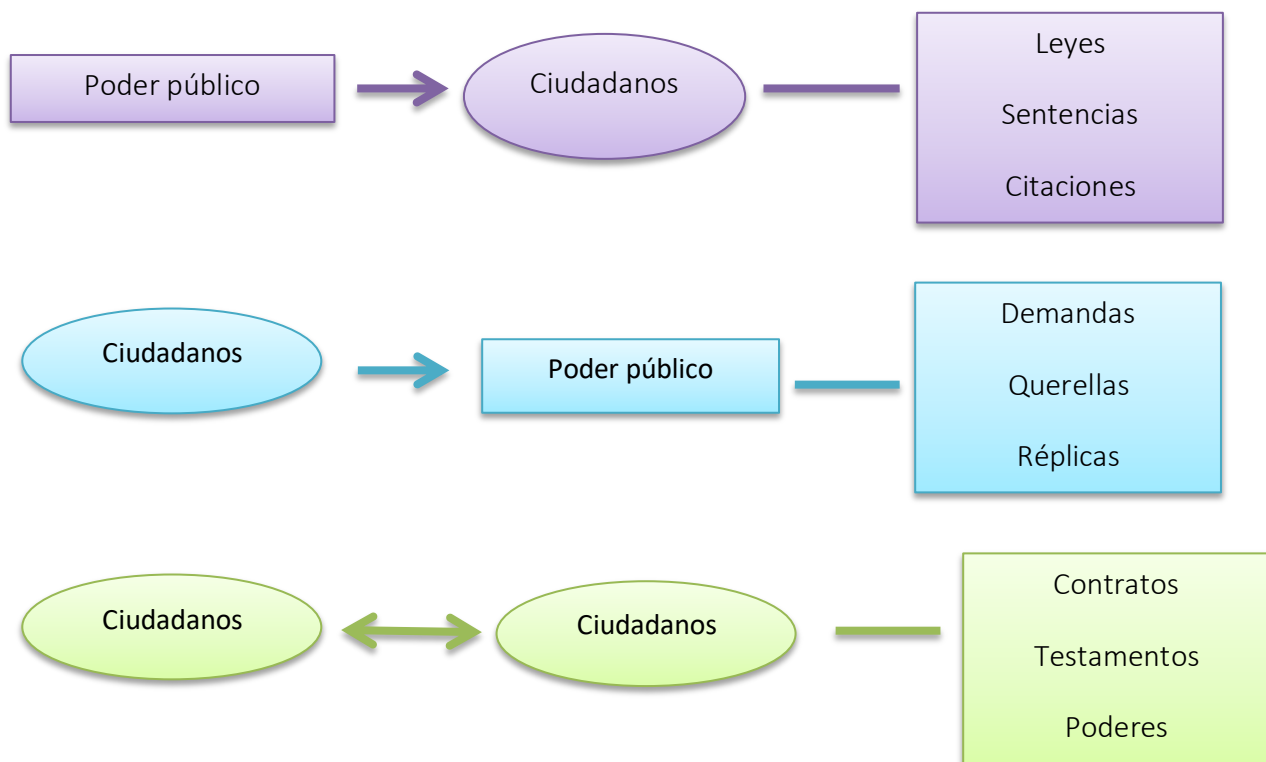 Poder público
Ciudadanos
Leyes
Sentencias
Citaciones
Ciudadanos
Poder público
Demandas
Querellas
Réplicas
Ciudadanos
Ciudadanos
Contratos
Testamentos
Poderes